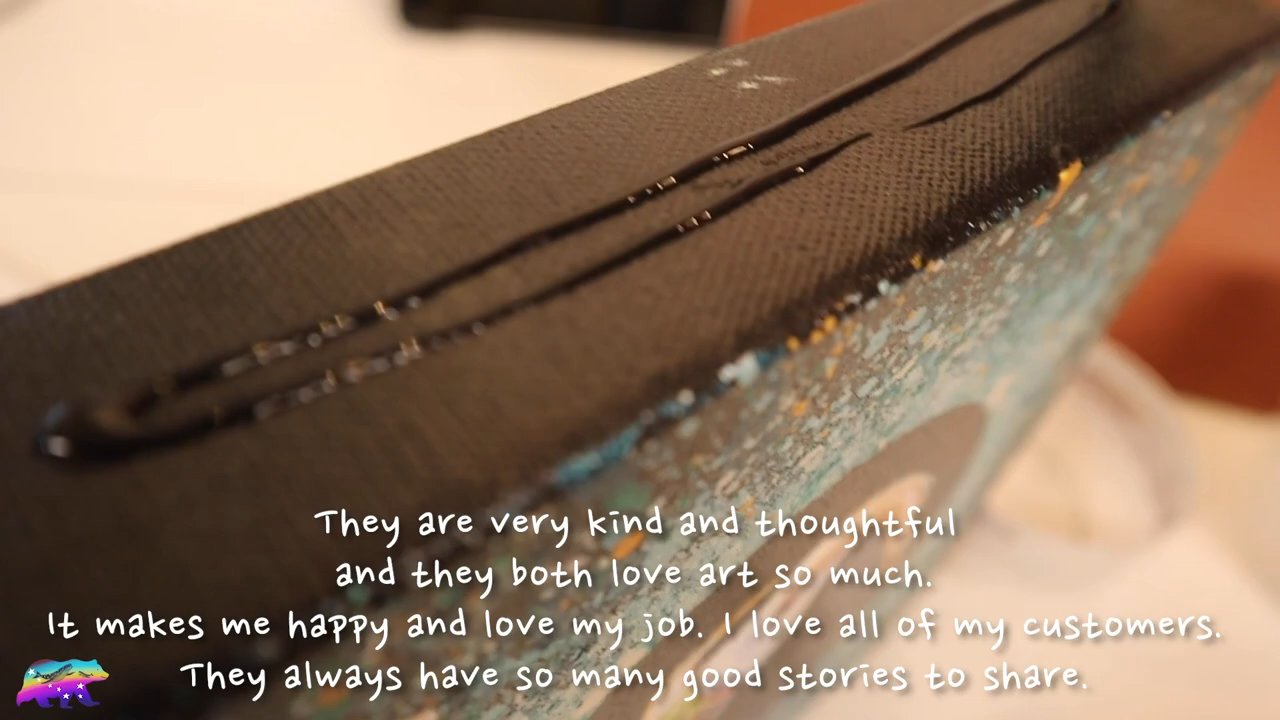 They are very kind and thoughtful
and they both love art so much.
It makes me happy and love my job. I love all of my customers.
They always have so many good stories to share.